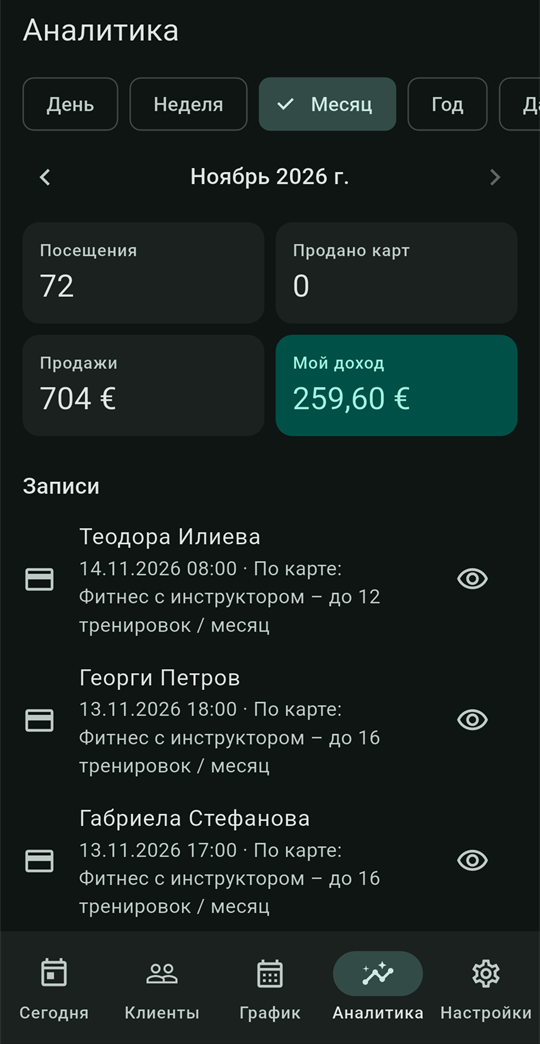 Аналитика
День
Неделя
Месяц
Год
Ноябрь 2026 г.
Посещения
72
Продано карт
0
Продажи
704 €
Мой доход
259,60 €
Записи
Теодора Илиева
14.11.2026 08:00 · По карте:
Фитнес с инструктором – до 12
тренировок / месяц
Георги Петров
13.11.2026 18:00 · По карте:
Фитнес с инструктором – до 16
тренировок / месяц
Габриела Стефанова
13.11.2026 17:00 · По карте:
Фитнес с инструктором – до 16
тренировок / месяц
Сегодня
Клиенты
График
Аналитика
Настройки